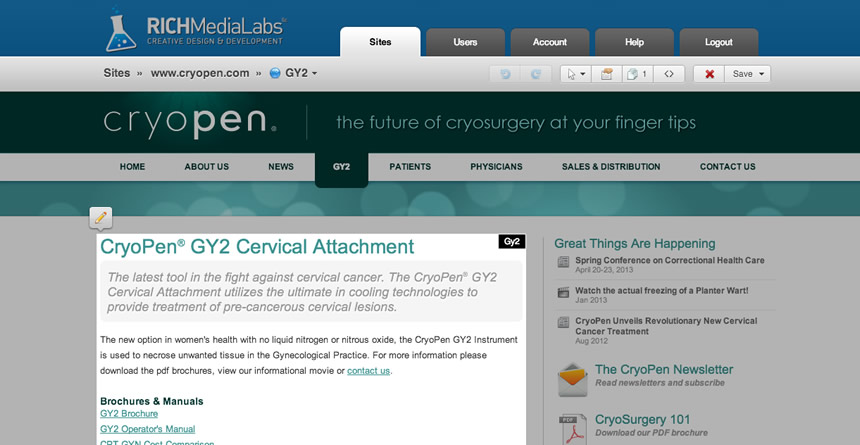 RICHMediaLabs
CREATIVE DESIGN & DEVELOPMENT
Sites
Users
Account
Help
Logout
Sites » www.cryopen.com » GY2
1
Save
cryopen®
the future of cryosurgery at your finger tips
HOME
ABOUT US
NEWS
GY2
PATIENTS
PHYSICIANS
SALES & DISTRIBUTION
CONTACT US
CryoPen® GY2 Cervical Attachment
Gy2
The latest tool in the fight against cervical cancer. The CryoPen® GY2
Cervical Attachment utilizes the ultimate in cooling technologies to
provide treatment of pre-cancerous cervical lesions.
The new option in women's health with no liquid nitrogen or nitrous oxide, the CryoPen GY2 Instrument
is used to necrose unwanted tissue in the Gynecological Practice. For more information please
download the pdf brochures, view our informational movie or contact us.
Brochures & Manuals
GY2 Brochure
GY2 Operator's Manual
CRT GYN Cost Comparison
Great Things Are Happening
Spring Conference on Correctional Health Care
April 20-23, 2013
Watch the actual freezing of a Planter Wart!
Jan 2013
CryoPen Unveils Revolutionary New Cervical
Cancer Treatment
Aug 2012
The CryoPen Newsletter
Read newsletters and subscribe
CryoSurgery 101
Download our PDF brochure
PDF